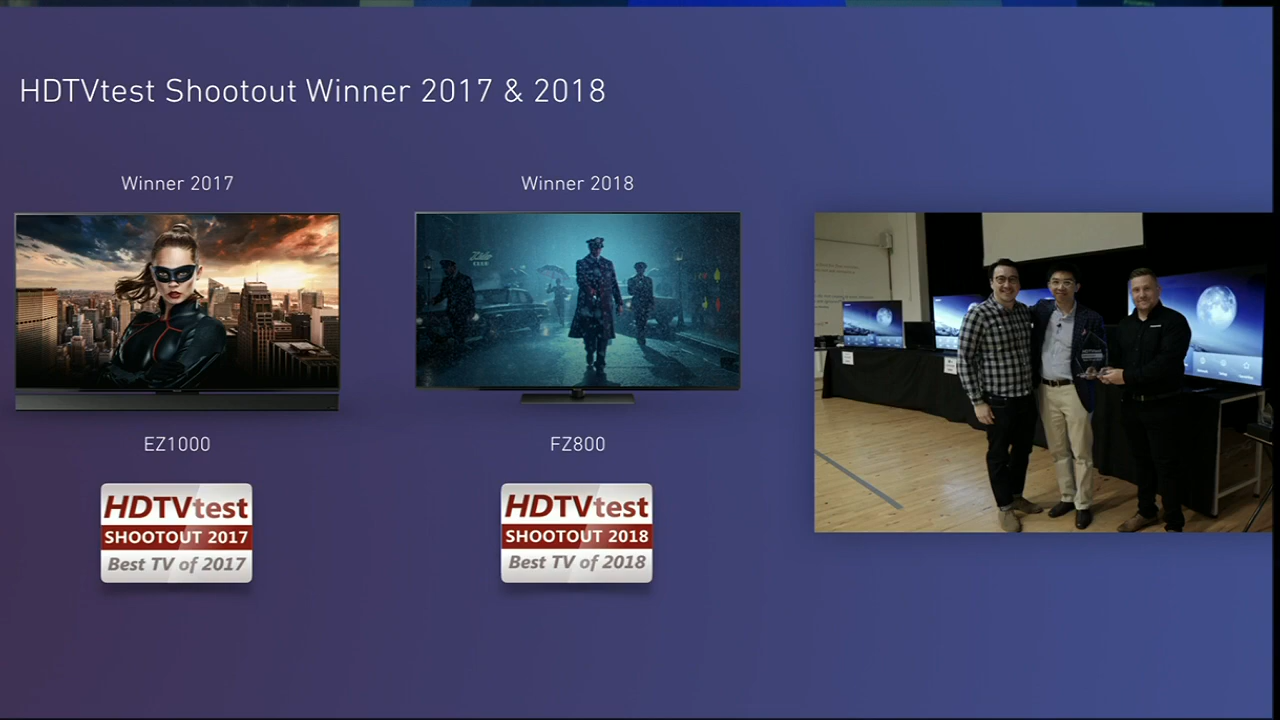 HDTVtest Shootout Winner 2017 & 2018
Winner 2017
Winner 2018
EZ1000
FZ800
HDTVtest
SHOOTOUT 2017
Best TV of 2017
HDTVtest
SHOOTOUT 2018
Best TV of 2018